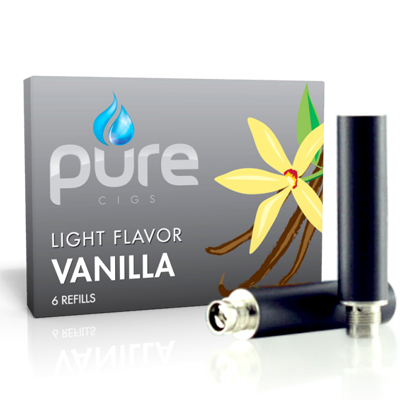 pure
CIGS
LIGHT FLAVOR
VANILLA
6 REFILLS